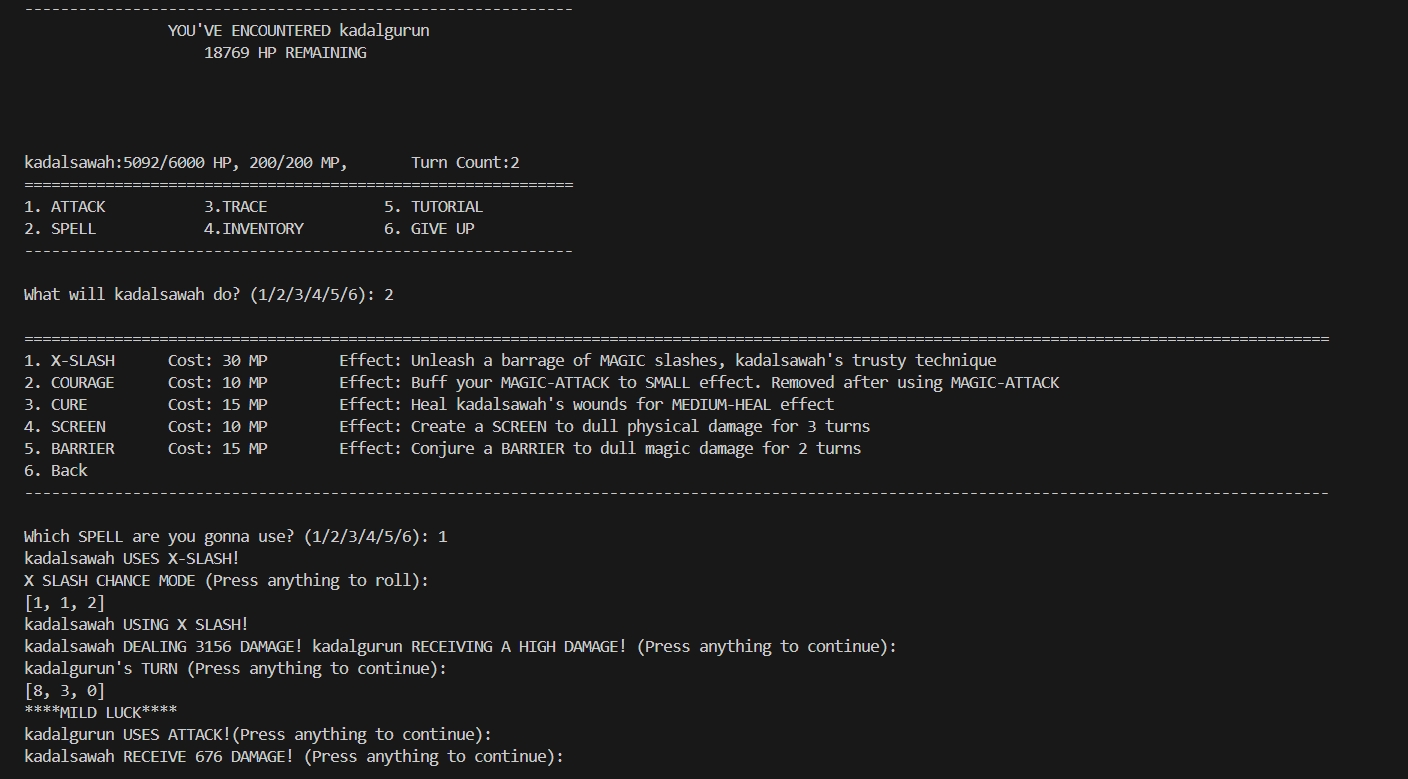 -------------------------------------------------------------
YOU'VE ENCOUNTERED kadalgurun
18769 HP REMAINING
kadalsawah:5092/6000 HP, 200/200 MP,       Turn Count:2
=============================================================
1. ATTACK           3.TRACE             5. TUTORIAL
2. SPELL            4.INVENTORY         6. GIVE UP
-------------------------------------------------------------
What will kadalsawah do? (1/2/3/4/5/6): 2
=================================================================================================================================================
1. X-SLASH      Cost: 30 MP        Effect: Unleash a barrage of MAGIC slashes, kadalsawah's trusty technique
2. COURAGE      Cost: 10 MP        Effect: Buff your MAGIC-ATTACK to SMALL effect. Removed after using MAGIC-ATTACK
3. CURE         Cost: 15 MP        Effect: Heal kadalsawah's wounds for MEDIUM-HEAL effect
4. SCREEN       Cost: 10 MP        Effect: Create a SCREEN to dull physical damage for 3 turns
5. BARRIER      Cost: 15 MP        Effect: Conjure a BARRIER to dull magic damage for 2 turns
6. Back
-------------------------------------------------------------------------------------------------------------------------------------------------
Which SPELL are you gonna use? (1/2/3/4/5/6): 1
kadalsawah USES X-SLASH!
X SLASH CHANCE MODE (Press anything to roll):
[1, 1, 2]
kadalsawah USING X SLASH!
kadalsawah DEALING 3156 DAMAGE! kadalgurun RECEIVING A HIGH DAMAGE! (Press anything to continue):
kadalgurun's TURN (Press anything to continue):
[8, 3, 0]
****MILD LUCK****
kadalgurun USES ATTACK!(Press anything to continue):
kadalsawah RECEIVE 676 DAMAGE! (Press anything to continue):